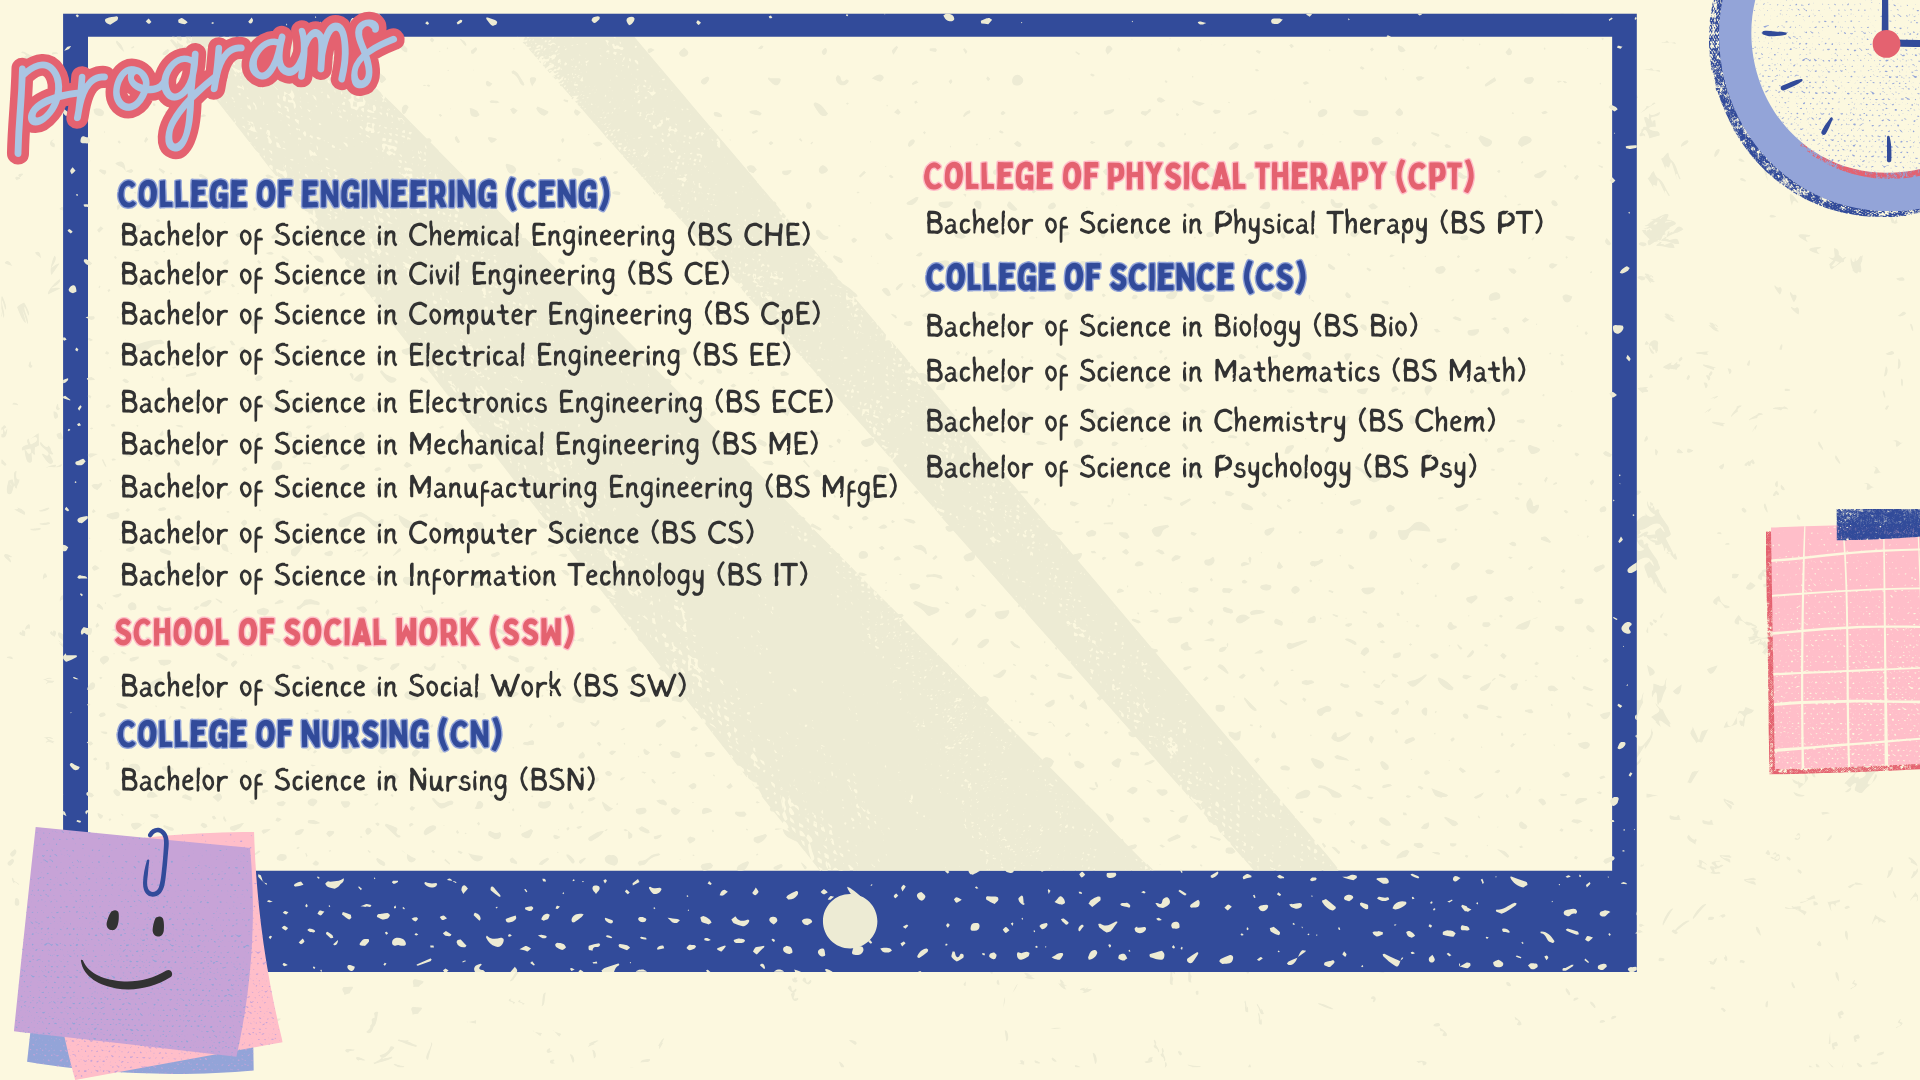 programs
COLLEGE OF ENGINEERING (CENG)
Bachelor of Science in Chemical Engineering (BS CHE)
Bachelor of Science in Civil Engineering (BS CE)
Bachelor of Science in Computer Engineering (BS CpE)
Bachelor of Science in Electrical Engineering (BS EE)
Bachelor of Science in Electronics Engineering (BS ECE)
Bachelor of Science in Mechanical Engineering (BS ME)
Bachelor of Science in Manufacturing Engineering (BS MfgE)
Bachelor of Science in Computer Science (BS CS)
Bachelor of Science in Information Technology (BS IT)
SCHOOL OF SOCIAL WORK (SSW)
Bachelor of Science in Social Work (BS SW)
COLLEGE OF NURSING (CN)
Bachelor of Science in Nursing (BSN)
COLLEGE OF PHYSICAL THERAPY (CPT)
Bachelor of Science in Physical Therapy (BS PT)
COLLEGE OF SCIENCE (CS)
Bachelor of Science in Biology (BS Bio)
Bachelor of Science in Mathematics (BS Math)
Bachelor of Science in Chemistry (BS Chem)
Bachelor of Science in Psychology (BS Psy)